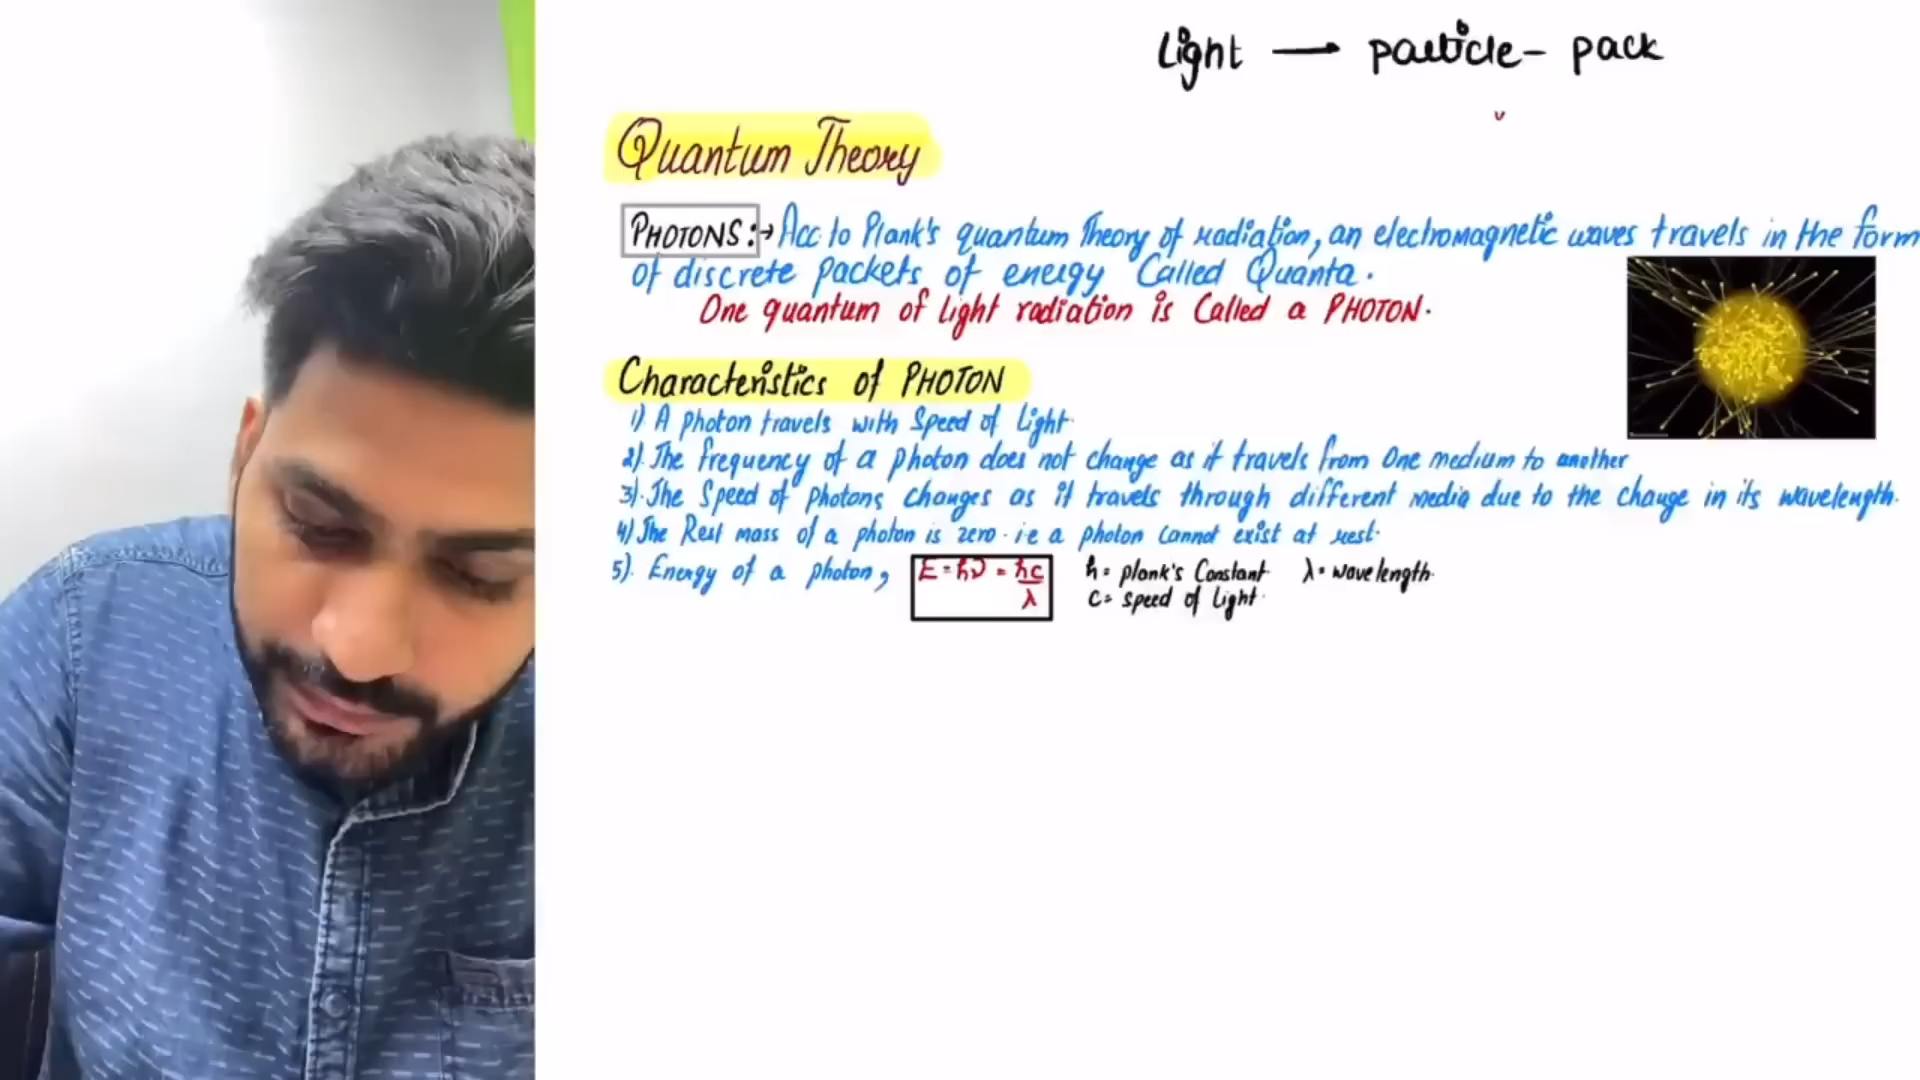 Light → particle - pack
Quantum Theory
PHOTONS:→ Acc to Plank's quantum Theory of radiation, an electromagnetic waves travels in the form
of discrete packets of energy Called Quanta.
One quantum of light radiation is Called a PHOTON.
Characteristics of PHOTON
1) A photon travels with Speed of Light.
2). The frequency of a photon does not change as it travels from One medium to another
3). The Speed of photons changes as it travels through different media due to the change in its wavelength.
4) The Rest mass of a photon is zero. i.e a photon Cannot exist at rest.
5). Energy of a photon, E = hν = hc/λ h = plank's Constant λ = wavelength.
C = speed of Light.